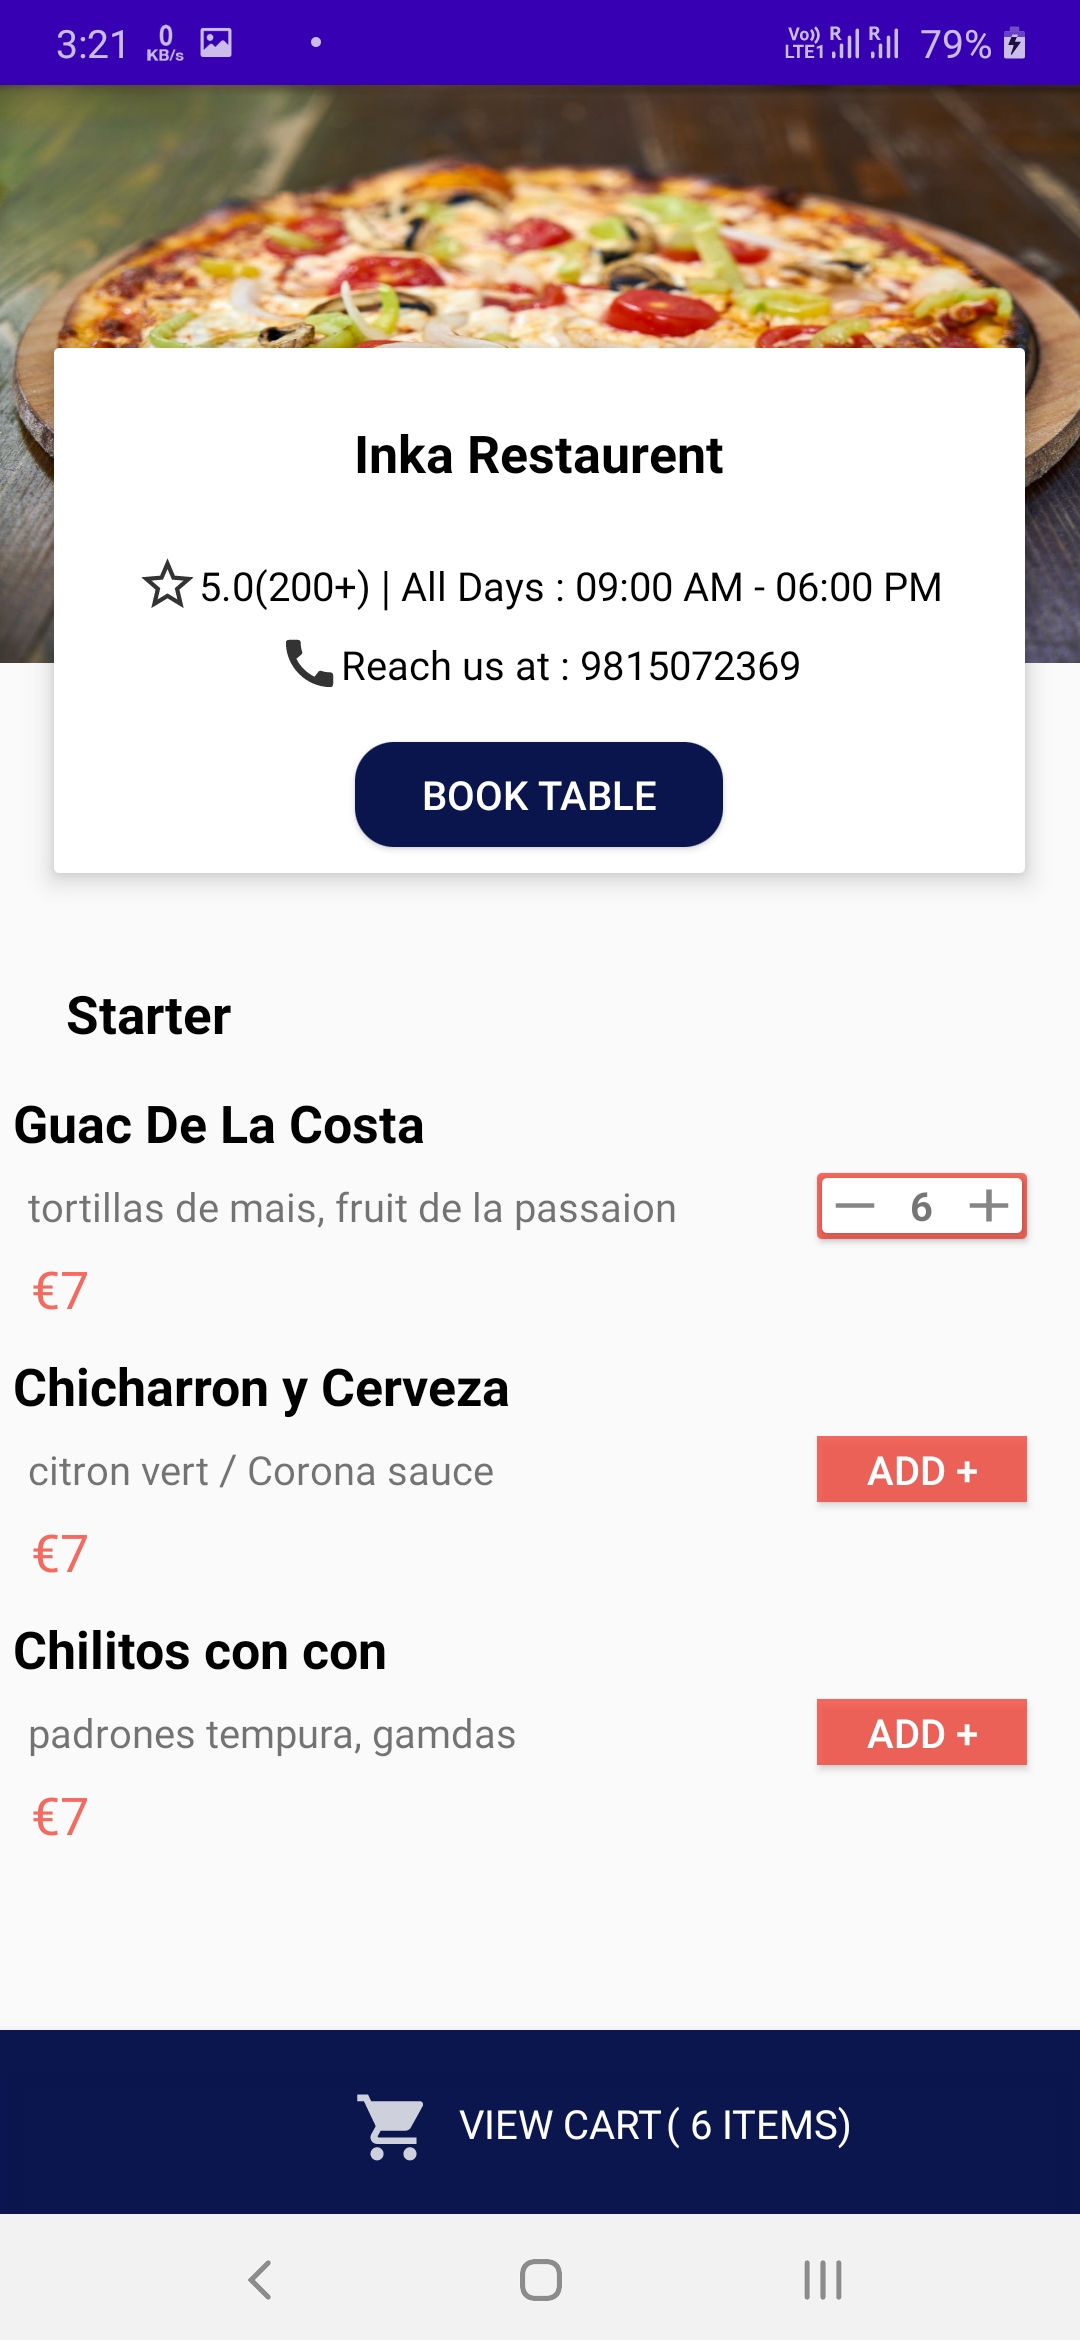 3:21 0 KB/s Vo)) LTE1 R R 79%
Inka Restaurent
5.0(200+) | All Days : 09:00 AM - 06:00 PM
Reach us at : 9815072369
BOOK TABLE
Starter
Guac De La Costa
tortillas de mais, fruit de la passaion
6
€7
Chicharron y Cerveza
citron vert / Corona sauce
ADD +
€7
Chilitos con con
padrones tempura, gamdas
ADD +
€7
VIEW CART ( 6 ITEMS)